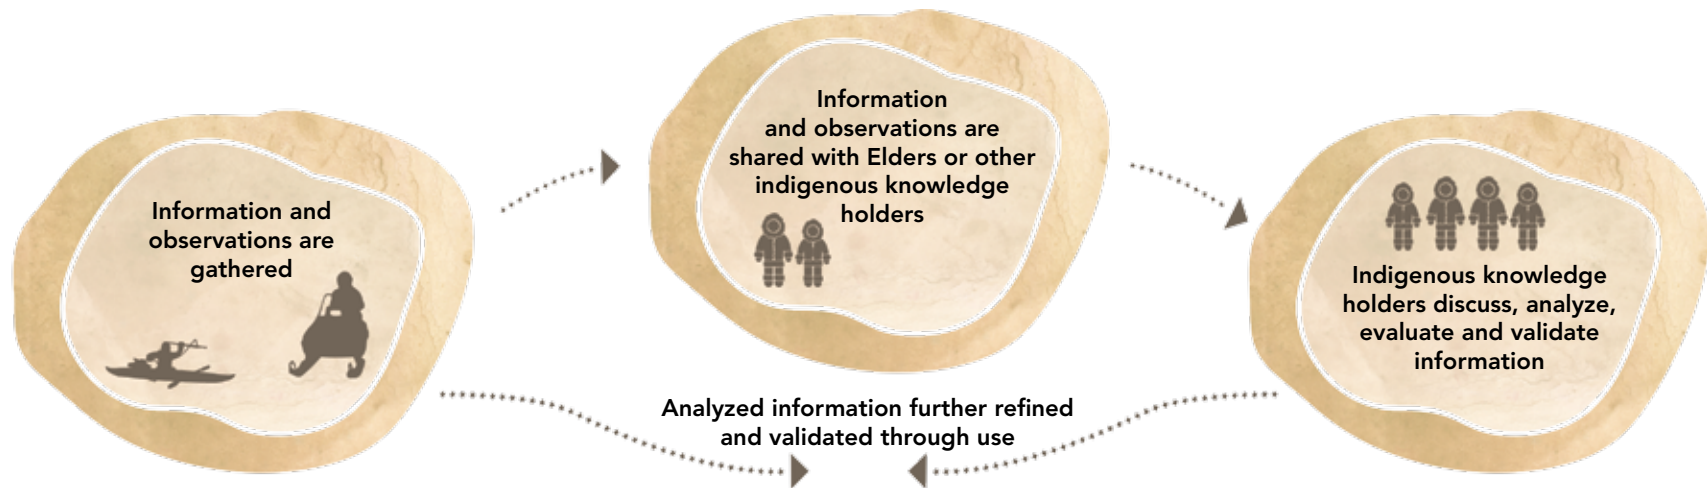 Information and
observations are
gathered
Information
and observations are
shared with Elders or other
indigenous knowledge
holders
Indigenous knowledge
holders discuss, analyze,
evaluate and validate
information
Analyzed information further refined
and validated through use